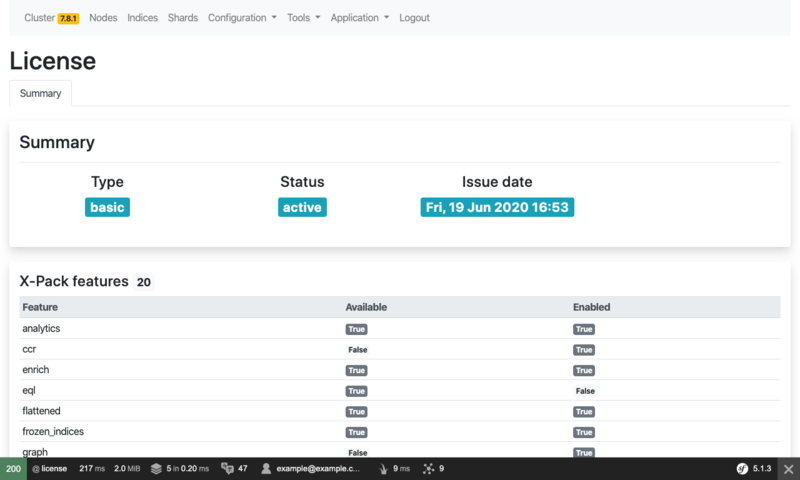 Cluster 7.8.1 Nodes Indices Shards Configuration Tools Application Logout
License
Summary
Summary
Type Status Issue date
basic active Fri, 19 Jun 2020 16:53
X-Pack features 20
Feature Available Enabled
analytics True True
ccr False True
enrich True True
eql True False
flattened True True
frozen_indices True True
graph False True
200 @ license 217 ms 2.0 MiB 5 in 0.20 ms 47 example@example.c... 9 ms 9 sf 5.1.3